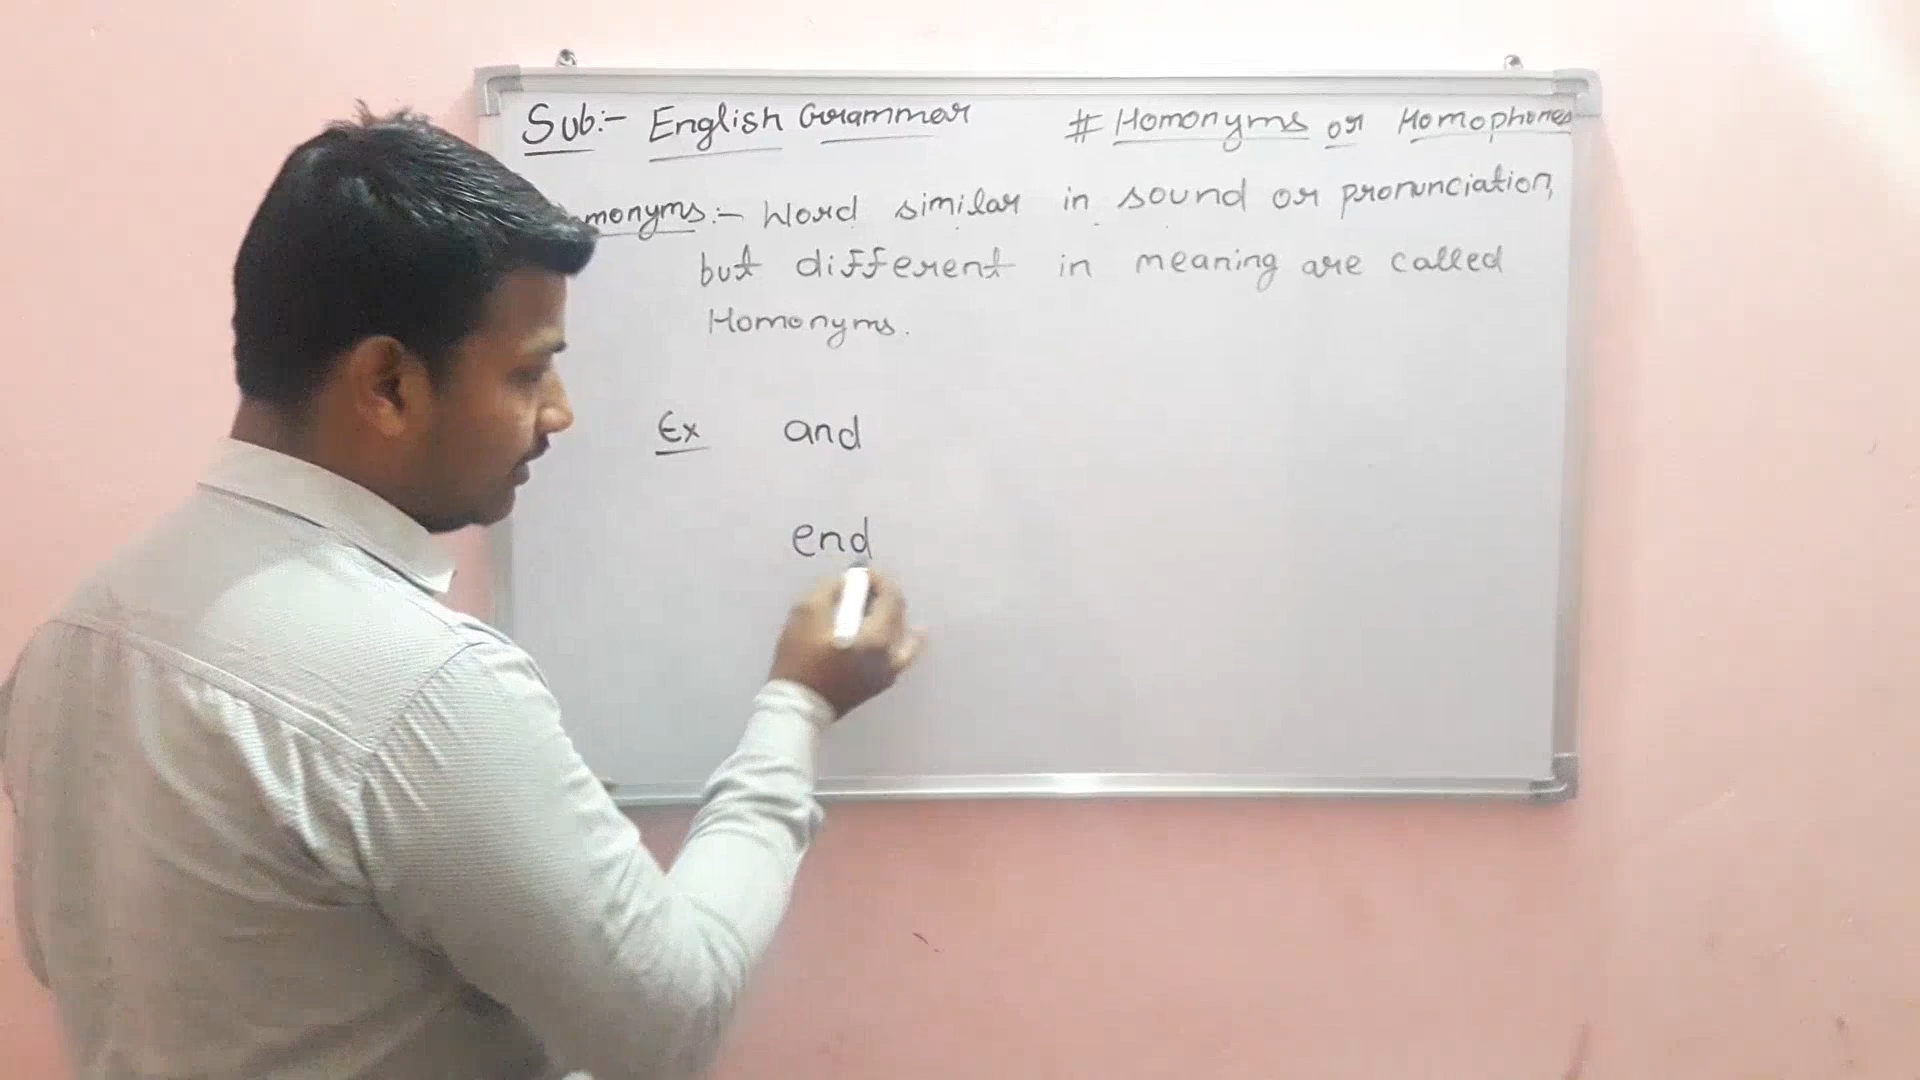 Sub:- English Grammar # Homonyms or Homophones
monyms:- Word similar in sound or pronunciation,
but different in meaning are called
Homonyms.
Ex and
end